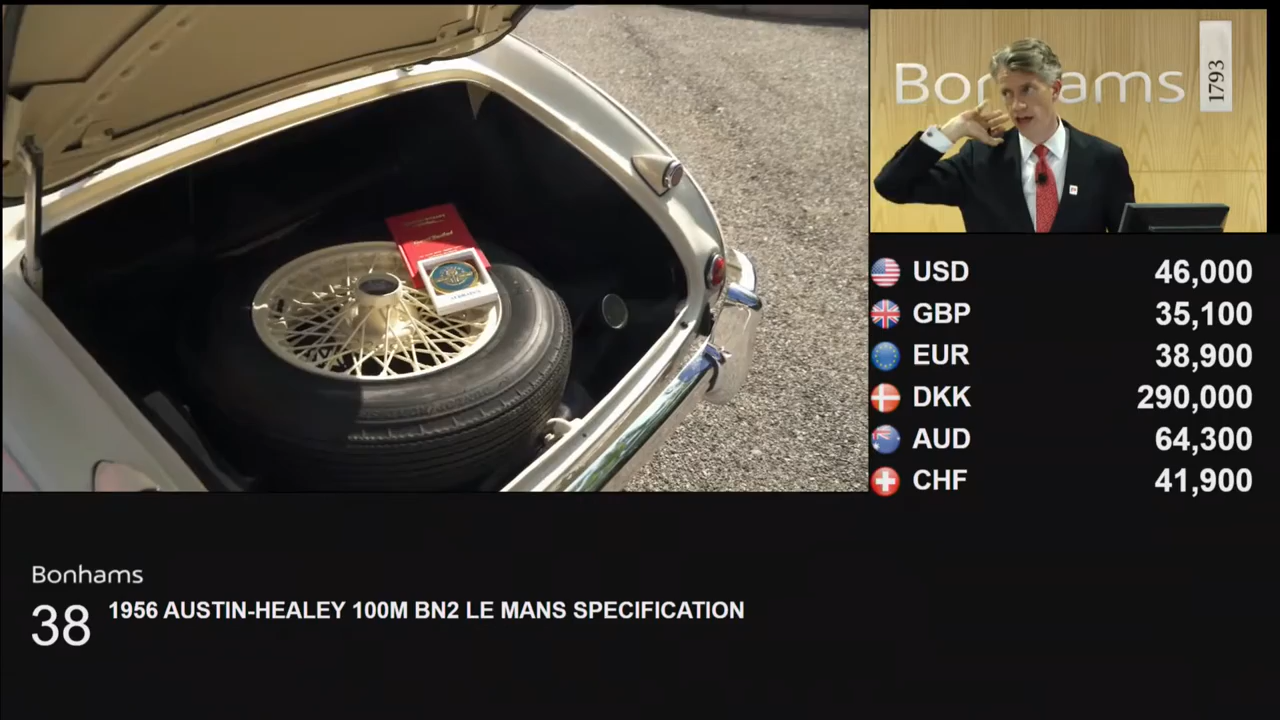 Bonhams
1793
USD 46,000
GBP 35,100
EUR 38,900
DKK 290,000
AUD 64,300
CHF 41,900
Bonhams
38 1956 AUSTIN-HEALEY 100M BN2 LE MANS SPECIFICATION